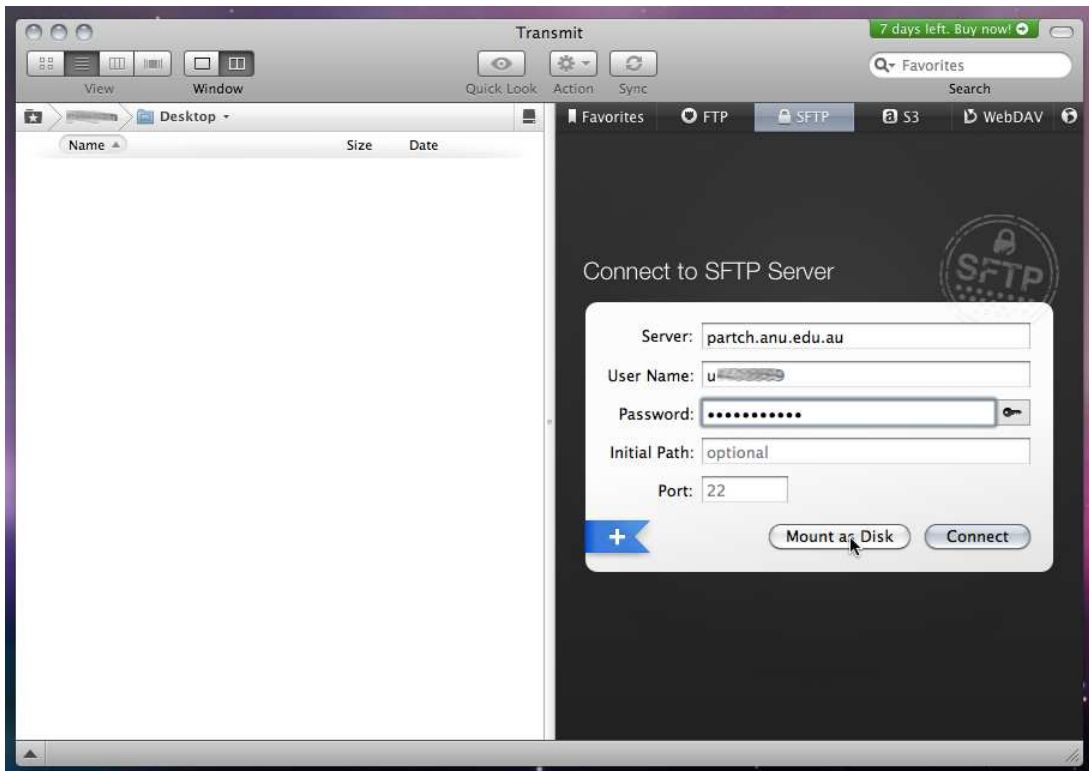 Transmit
7 days left. Buy now!
View
Window
Quick Look
Action
Sync
Favorites
Search
Desktop
Favorites
FTP
SFTP
a S3
WebDAV
Name
Size
Date
SFTP
Connect to SFTP Server
Server: partch.anu.edu.au
User Name: u
Password: •••••••••••
Initial Path: optional
Port: 22
+
Mount as Disk
Connect